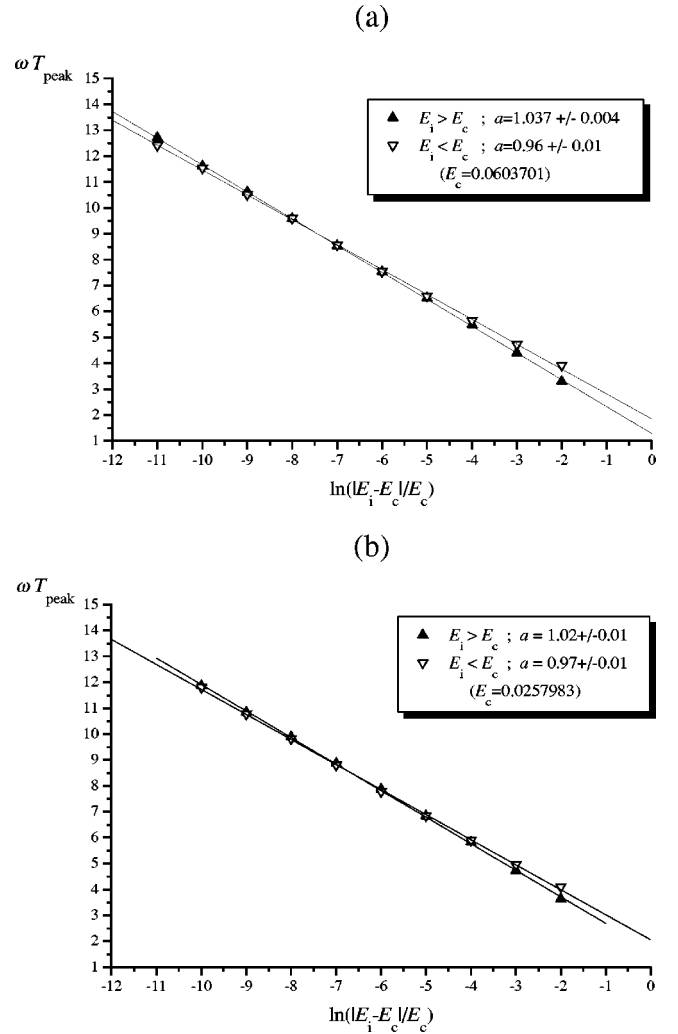 (a)
ω T_peak
15
14
13
12
11
10
9
8
7
6
5
4
3
2
1
E_i > E_c ; a=1.037 +/- 0.004
E_i < E_c ; a=0.96 +/- 0.01
(E_c=0.0603701)
-12 -11 -10 -9 -8 -7 -6 -5 -4 -3 -2 -1 0
ln(|E_i-E_c|/E_c)
(b)
ω T_peak
15
14
13
12
11
10
9
8
7
6
5
4
3
2
1
E_i > E_c ; a = 1.02+/-0.01
E_i < E_c ; a = 0.97+/-0.01
(E_c=0.0257983)
-12 -11 -10 -9 -8 -7 -6 -5 -4 -3 -2 -1 0
ln(|E_i-E_c|/E_c)